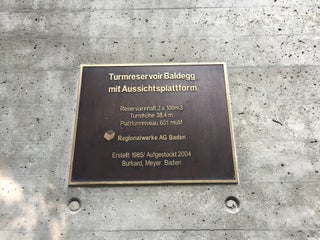 Turmreservoir Baldegg
mit Aussichtsplattform
Reservoirinhalt 2 x 100m3
Turmhöhe 38,4 m
Plattformniveau 601 müM
Regionalwerke AG Baden
Erstellt 1985/ Aufgestockt 2004
Burkard, Meyer. Baden